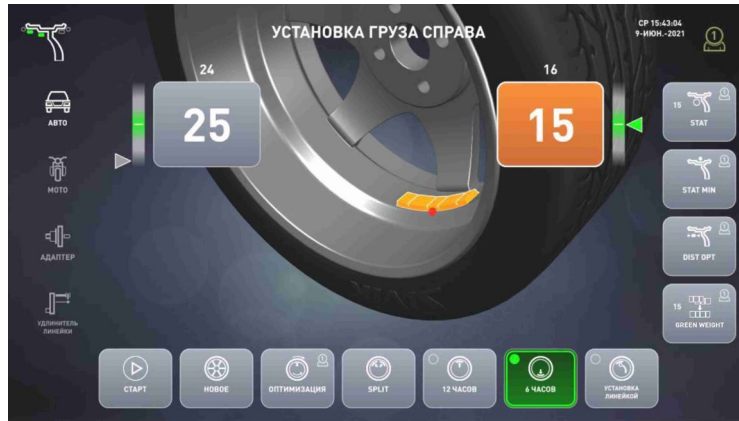 УСТАНОВКА ГРУЗА СПРАВА
СР 15:43:04
9-ИЮН.-2021
1
24
25
16
15
АВТО
МОТО
АДАПТЕР
УДЛИНИТЕЛЬ
ЛИНЕЙКИ
15
STAT
STAT MIN
DIST OPT
15
GREEN WEIGHT
СТАРТ
НОВОЕ
ОПТИМИЗАЦИЯ
SPLIT
12 ЧАСОВ
6 ЧАСОВ
УСТАНОВКА
ЛИНЕЙКОЙ